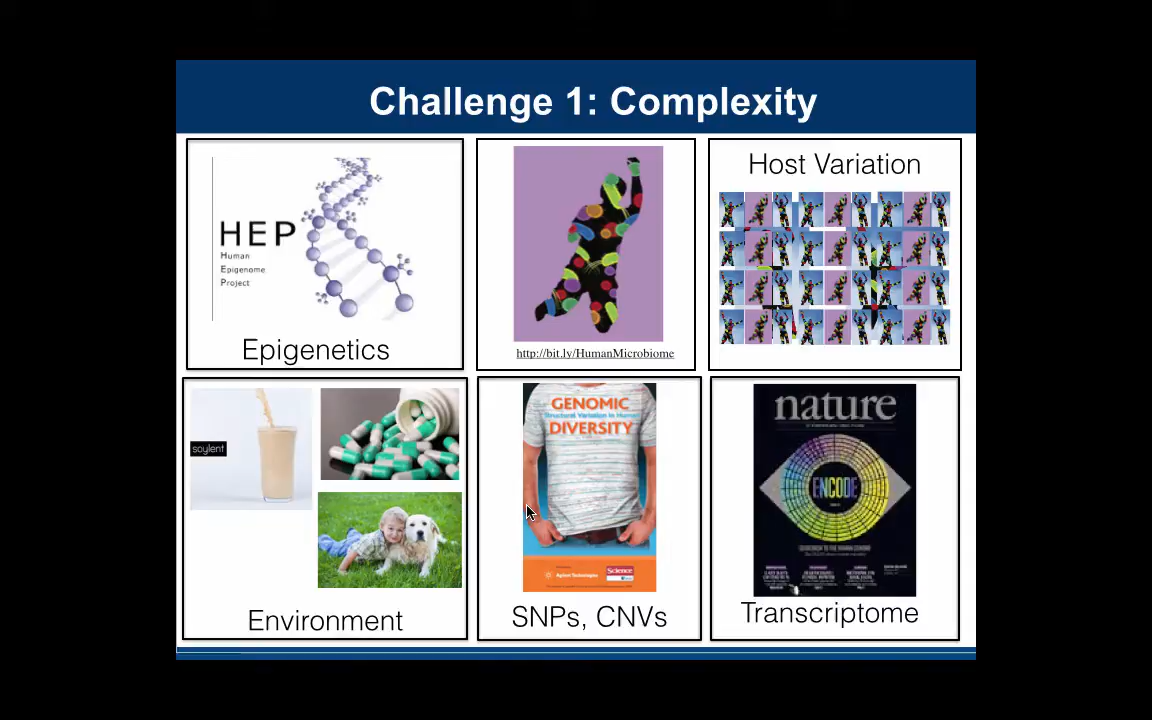 Challenge 1: Complexity
HEP
Human
Epigenome
Project
Epigenetics
http://bit.ly/HumanMicrobiome
Host Variation
soylent
Environment
GENOMIC
Structural Variation in Human
DIVERSITY
Agilent Technologies
Science
SNPs, CNVs
nature
ENCODE
Transcriptome